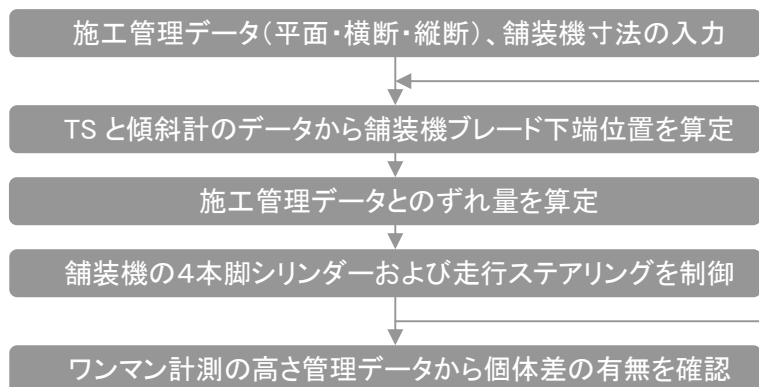 施工管理データ(平面・横断・縦断)、舗装機寸法の入力
TSと傾斜計のデータから舗装機ブレード下端位置を算定
施工管理データとのずれ量を算定
舗装機の4本脚シリンダーおよび走行ステアリングを制御
ワンマン計測の高さ管理データから個体差の有無を確認